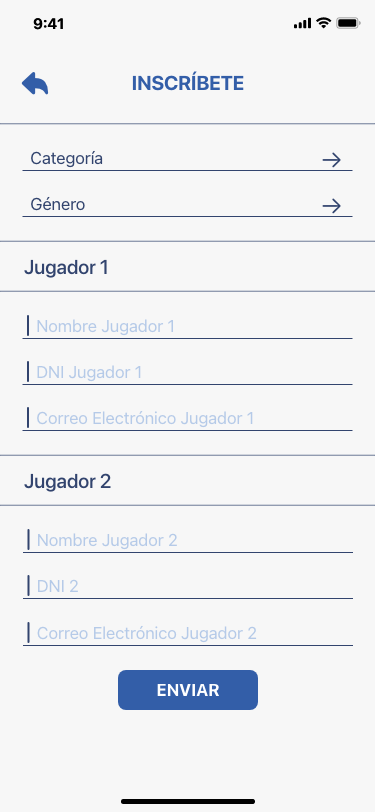 9:41
INSCRÍBETE
Categoría
Género
Jugador 1
Nombre Jugador 1
DNI Jugador 1
Correo Electrónico Jugador 1
Jugador 2
Nombre Jugador 2
DNI 2
Correo Electrónico Jugador 2
ENVIAR